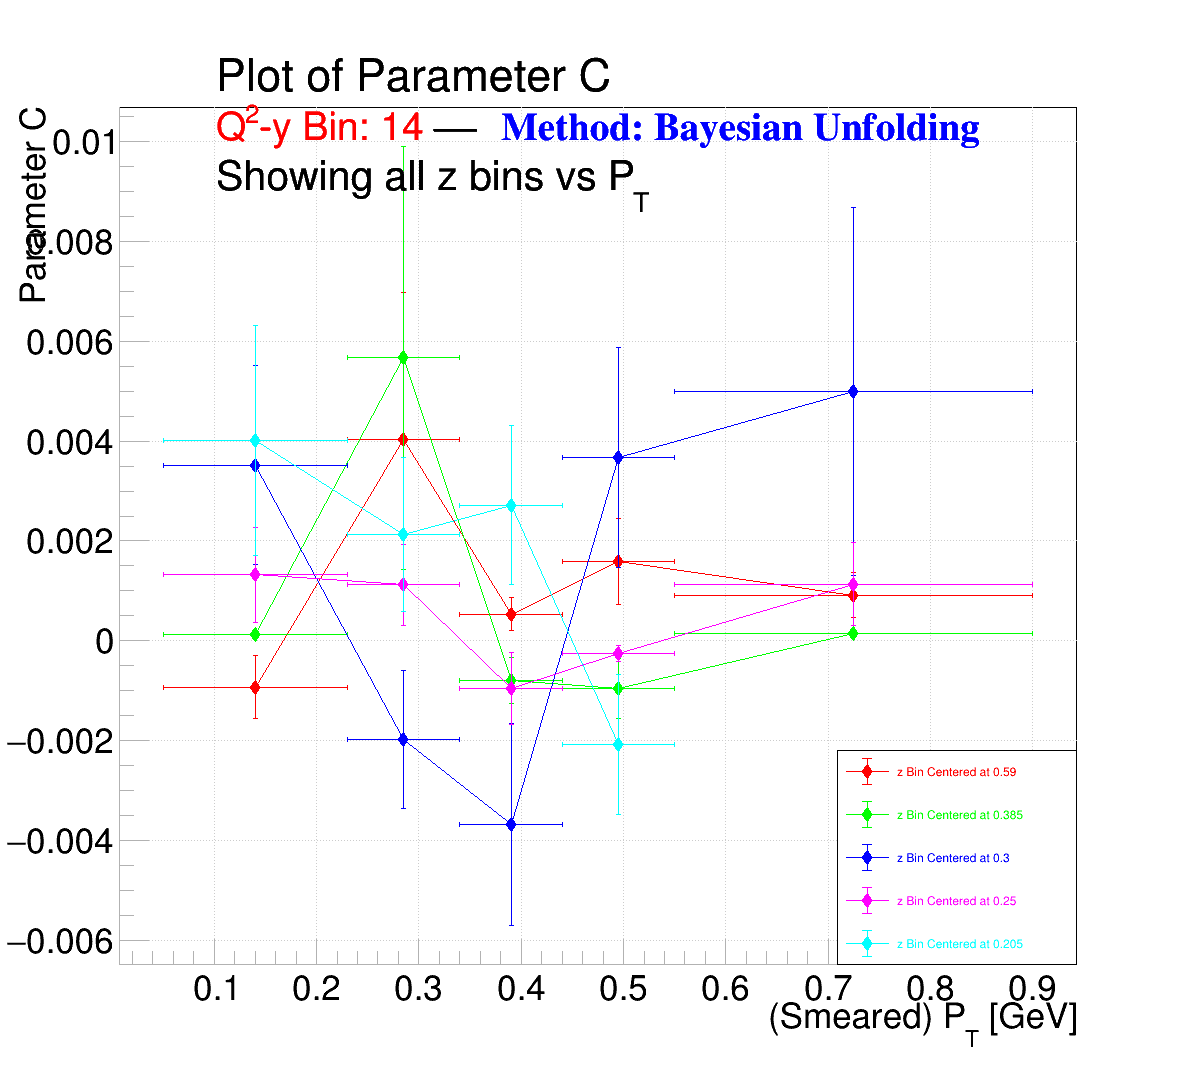 Plot of Parameter C
Q²-y Bin: 14 — Method: Bayesian Unfolding
Showing all z bins vs P_T
Parameter C
0.01
0.008
0.006
0.004
0.002
0
−0.002
−0.004
−0.006
z Bin Centered at 0.59
z Bin Centered at 0.385
z Bin Centered at 0.3
z Bin Centered at 0.25
z Bin Centered at 0.205
0.1 0.2 0.3 0.4 0.5 0.6 0.7 0.8 0.9
(Smeared) P_T [GeV]